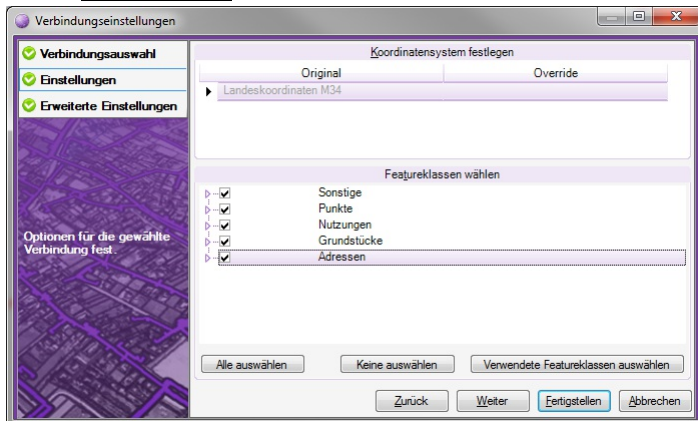 Verbindungseinstellungen
Verbindungsauswahl
Einstellungen
Erweiterte Einstellungen
Optionen für die gewählte
Verbindung fest.
Koordinatensystem festlegen
Original Override
Landeskoordinaten M34
Featureklassen wählen
Sonstige
Punkte
Nutzungen
Grundstücke
Adressen
Alle auswählen Keine auswählen Verwendete Featureklassen auswählen
Zurück Weiter Fertigstellen Abbrechen